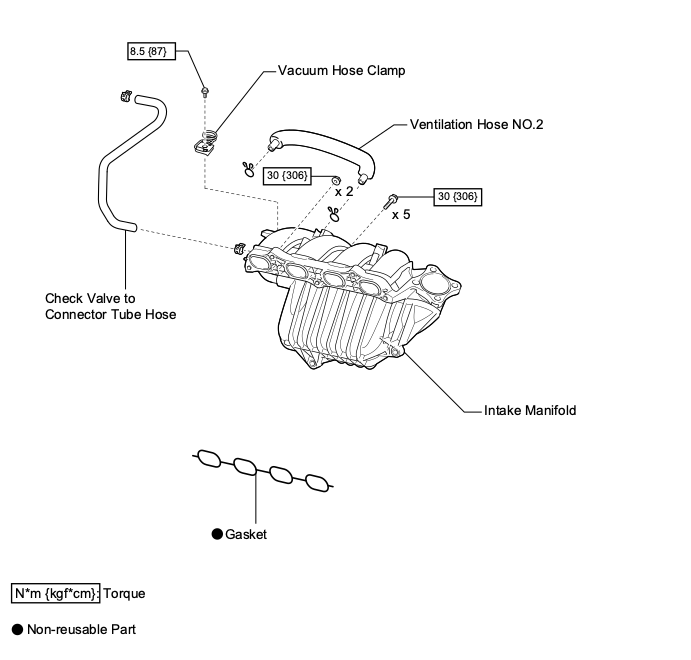 8.5 {87}
Vacuum Hose Clamp
Ventilation Hose NO.2
30 {306}
x 2
30 {306}
x 5
Check Valve to
Connector Tube Hose
Intake Manifold
Gasket
N*m {kgf*cm}: Torque
Non-reusable Part